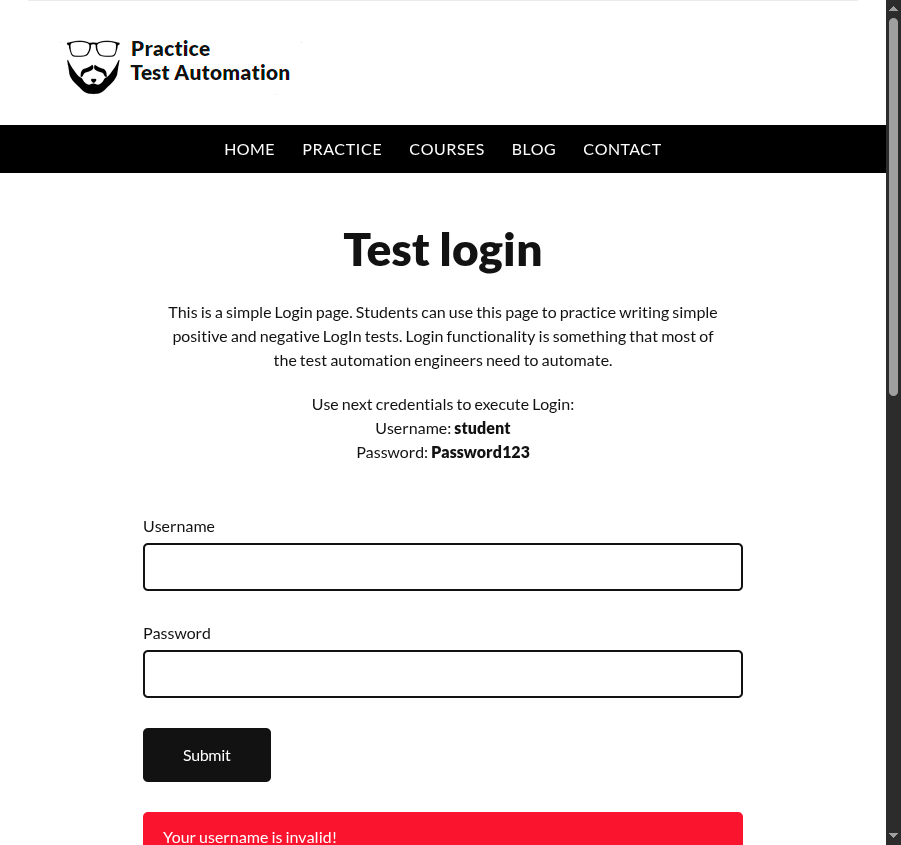 Practice
Test Automation
HOME PRACTICE COURSES BLOG CONTACT
Test login
This is a simple Login page. Students can use this page to practice writing simple
positive and negative LogIn tests. Login functionality is something that most of
the test automation engineers need to automate.
Use next credentials to execute Login:
Username: student
Password: Password123
Username
Password
Submit
Your username is invalid!